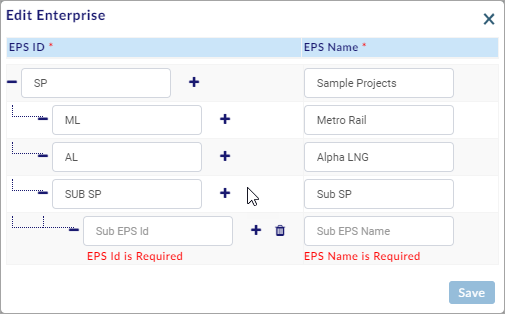 Edit Enterprise
EPS ID * EPS Name *
SP Sample Projects
ML Metro Rail
AL Alpha LNG
SUB SP Sub SP
Sub EPS Id Sub EPS Name
EPS Id is Required EPS Name is Required
Save